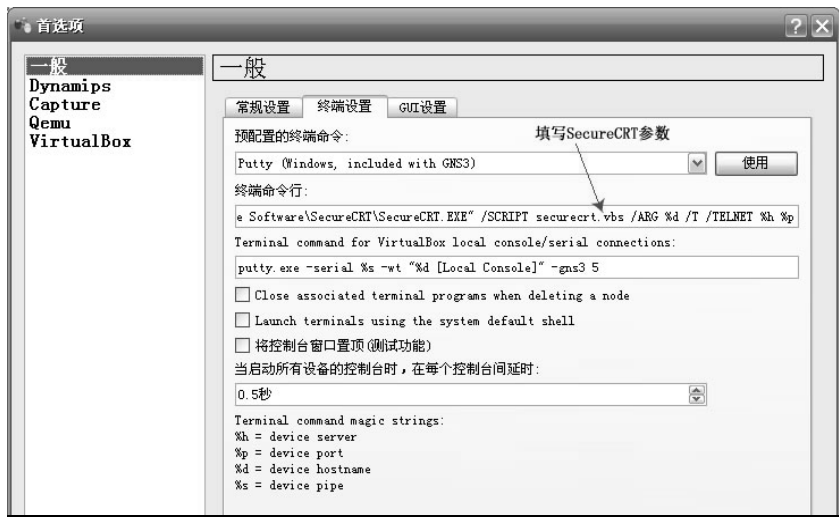 首选项
一般
Dynamips
Capture
Qemu
VirtualBox
一般
常规设置 终端设置 GUI设置
预配置的终端命令:
填写SecureCRT参数
Putty (Windows, included with GNS3) 使用
终端命令行:
e Software\SecureCRT\SecureCRT.EXE" /SCRIPT securecrt.vbs /ARG %d /T /TELNET %h %p
Terminal command for VirtualBox local console/serial connections:
putty.exe -serial %s -wt "%d [Local Console]" -gns3 5
Close associated terminal programs when deleting a node
Launch terminals using the system default shell
将控制台窗口置顶(测试功能)
当启动所有设备的控制台时，在每个控制台间延时:
0.5秒
Terminal command magic strings:
%h = device server
%p = device port
%d = device hostname
%s = device pipe